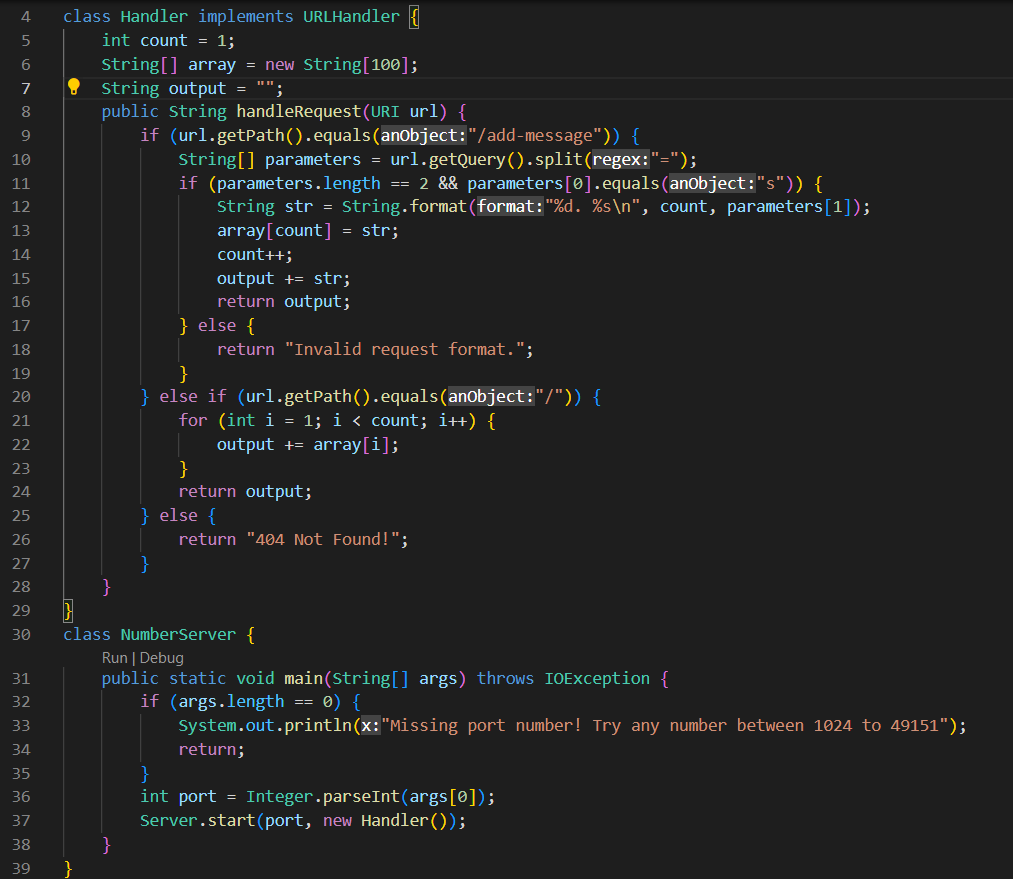 4 class Handler implements URLHandler {
5 int count = 1;
6 String[] array = new String[100];
7 String output = "";
8 public String handleRequest(URI url) {
9 if (url.getPath().equals(anObject:"/add-message")) {
10 String[] parameters = url.getQuery().split(regex:"=");
11 if (parameters.length == 2 && parameters[0].equals(anObject:"s")) {
12 String str = String.format(format:"%d. %s\n", count, parameters[1]);
13 array[count] = str;
14 count++;
15 output += str;
16 return output;
17 } else {
18 return "Invalid request format.";
19 }
20 } else if (url.getPath().equals(anObject:"/")) {
21 for (int i = 1; i < count; i++) {
22 output += array[i];
23 }
24 return output;
25 } else {
26 return "404 Not Found!";
27 }
28 }
29 }
30 class NumberServer {
Run | Debug
31 public static void main(String[] args) throws IOException {
32 if (args.length == 0) {
33 System.out.println(x:"Missing port number! Try any number between 1024 to 49151");
34 return;
35 }
36 int port = Integer.parseInt(args[0]);
37 Server.start(port, new Handler());
38 }
39 }